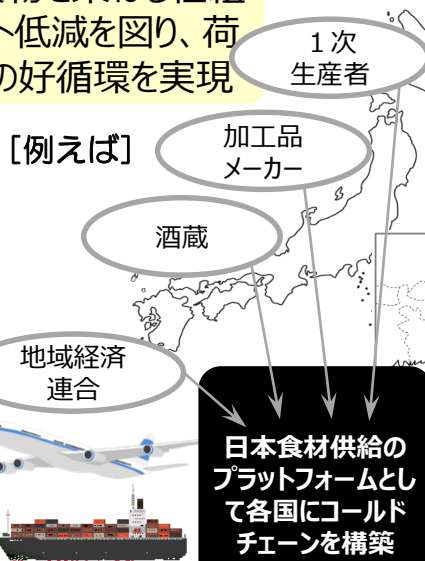 ト低減を図り、荷
の好循環を実現
[例えば]
1次
生産者
加工品
メーカー
酒蔵
地域経済
連合
日本食材供給の
プラットフォームとし
て各国にコールド
チェーンを構築